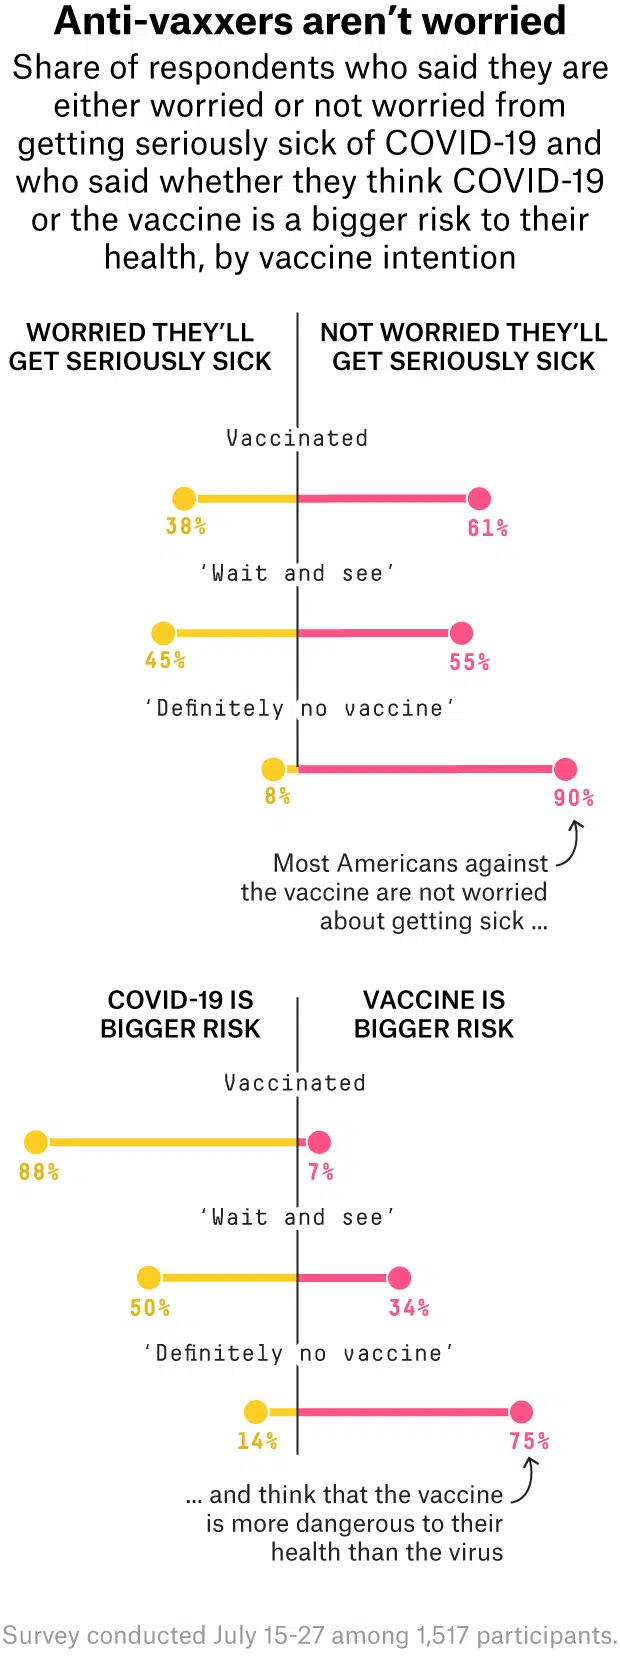 Anti-vaxxers aren’t worried
Share of respondents who said they are
either worried or not worried from
getting seriously sick of COVID-19 and
who said whether they think COVID-19
or the vaccine is a bigger risk to their
health, by vaccine intention
WORRIED THEY’LL
GET SERIOUSLY SICK
NOT WORRIED THEY’LL
GET SERIOUSLY SICK
Vaccinated
38%
61%
‘Wait and see’
45%
55%
‘Definitely no vaccine’
8%
90%
Most Americans against
the vaccine are not worried
about getting sick ...
COVID-19 IS
BIGGER RISK
VACCINE IS
BIGGER RISK
Vaccinated
88%
7%
‘Wait and see’
50%
34%
‘Definitely no vaccine’
14%
75%
... and think that the vaccine
is more dangerous to their
health than the virus
Survey conducted July 15-27 among 1,517 participants.